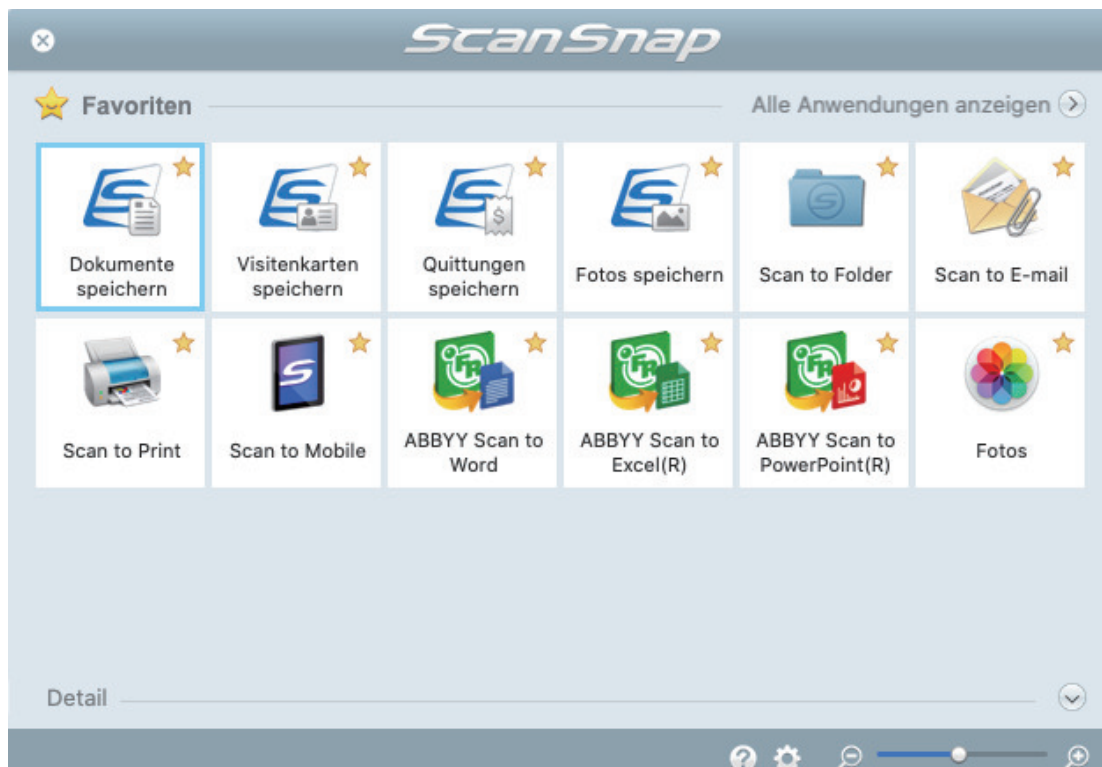 ScanSnap
Favoriten
Alle Anwendungen anzeigen
Dokumente
speichern
Visitenkarten
speichern
Quittungen
speichern
Fotos speichern
Scan to Folder
Scan to E-mail
Scan to Print
Scan to Mobile
ABBYY Scan to
Word
ABBYY Scan to
Excel(R)
ABBYY Scan to
PowerPoint(R)
Fotos
Detail